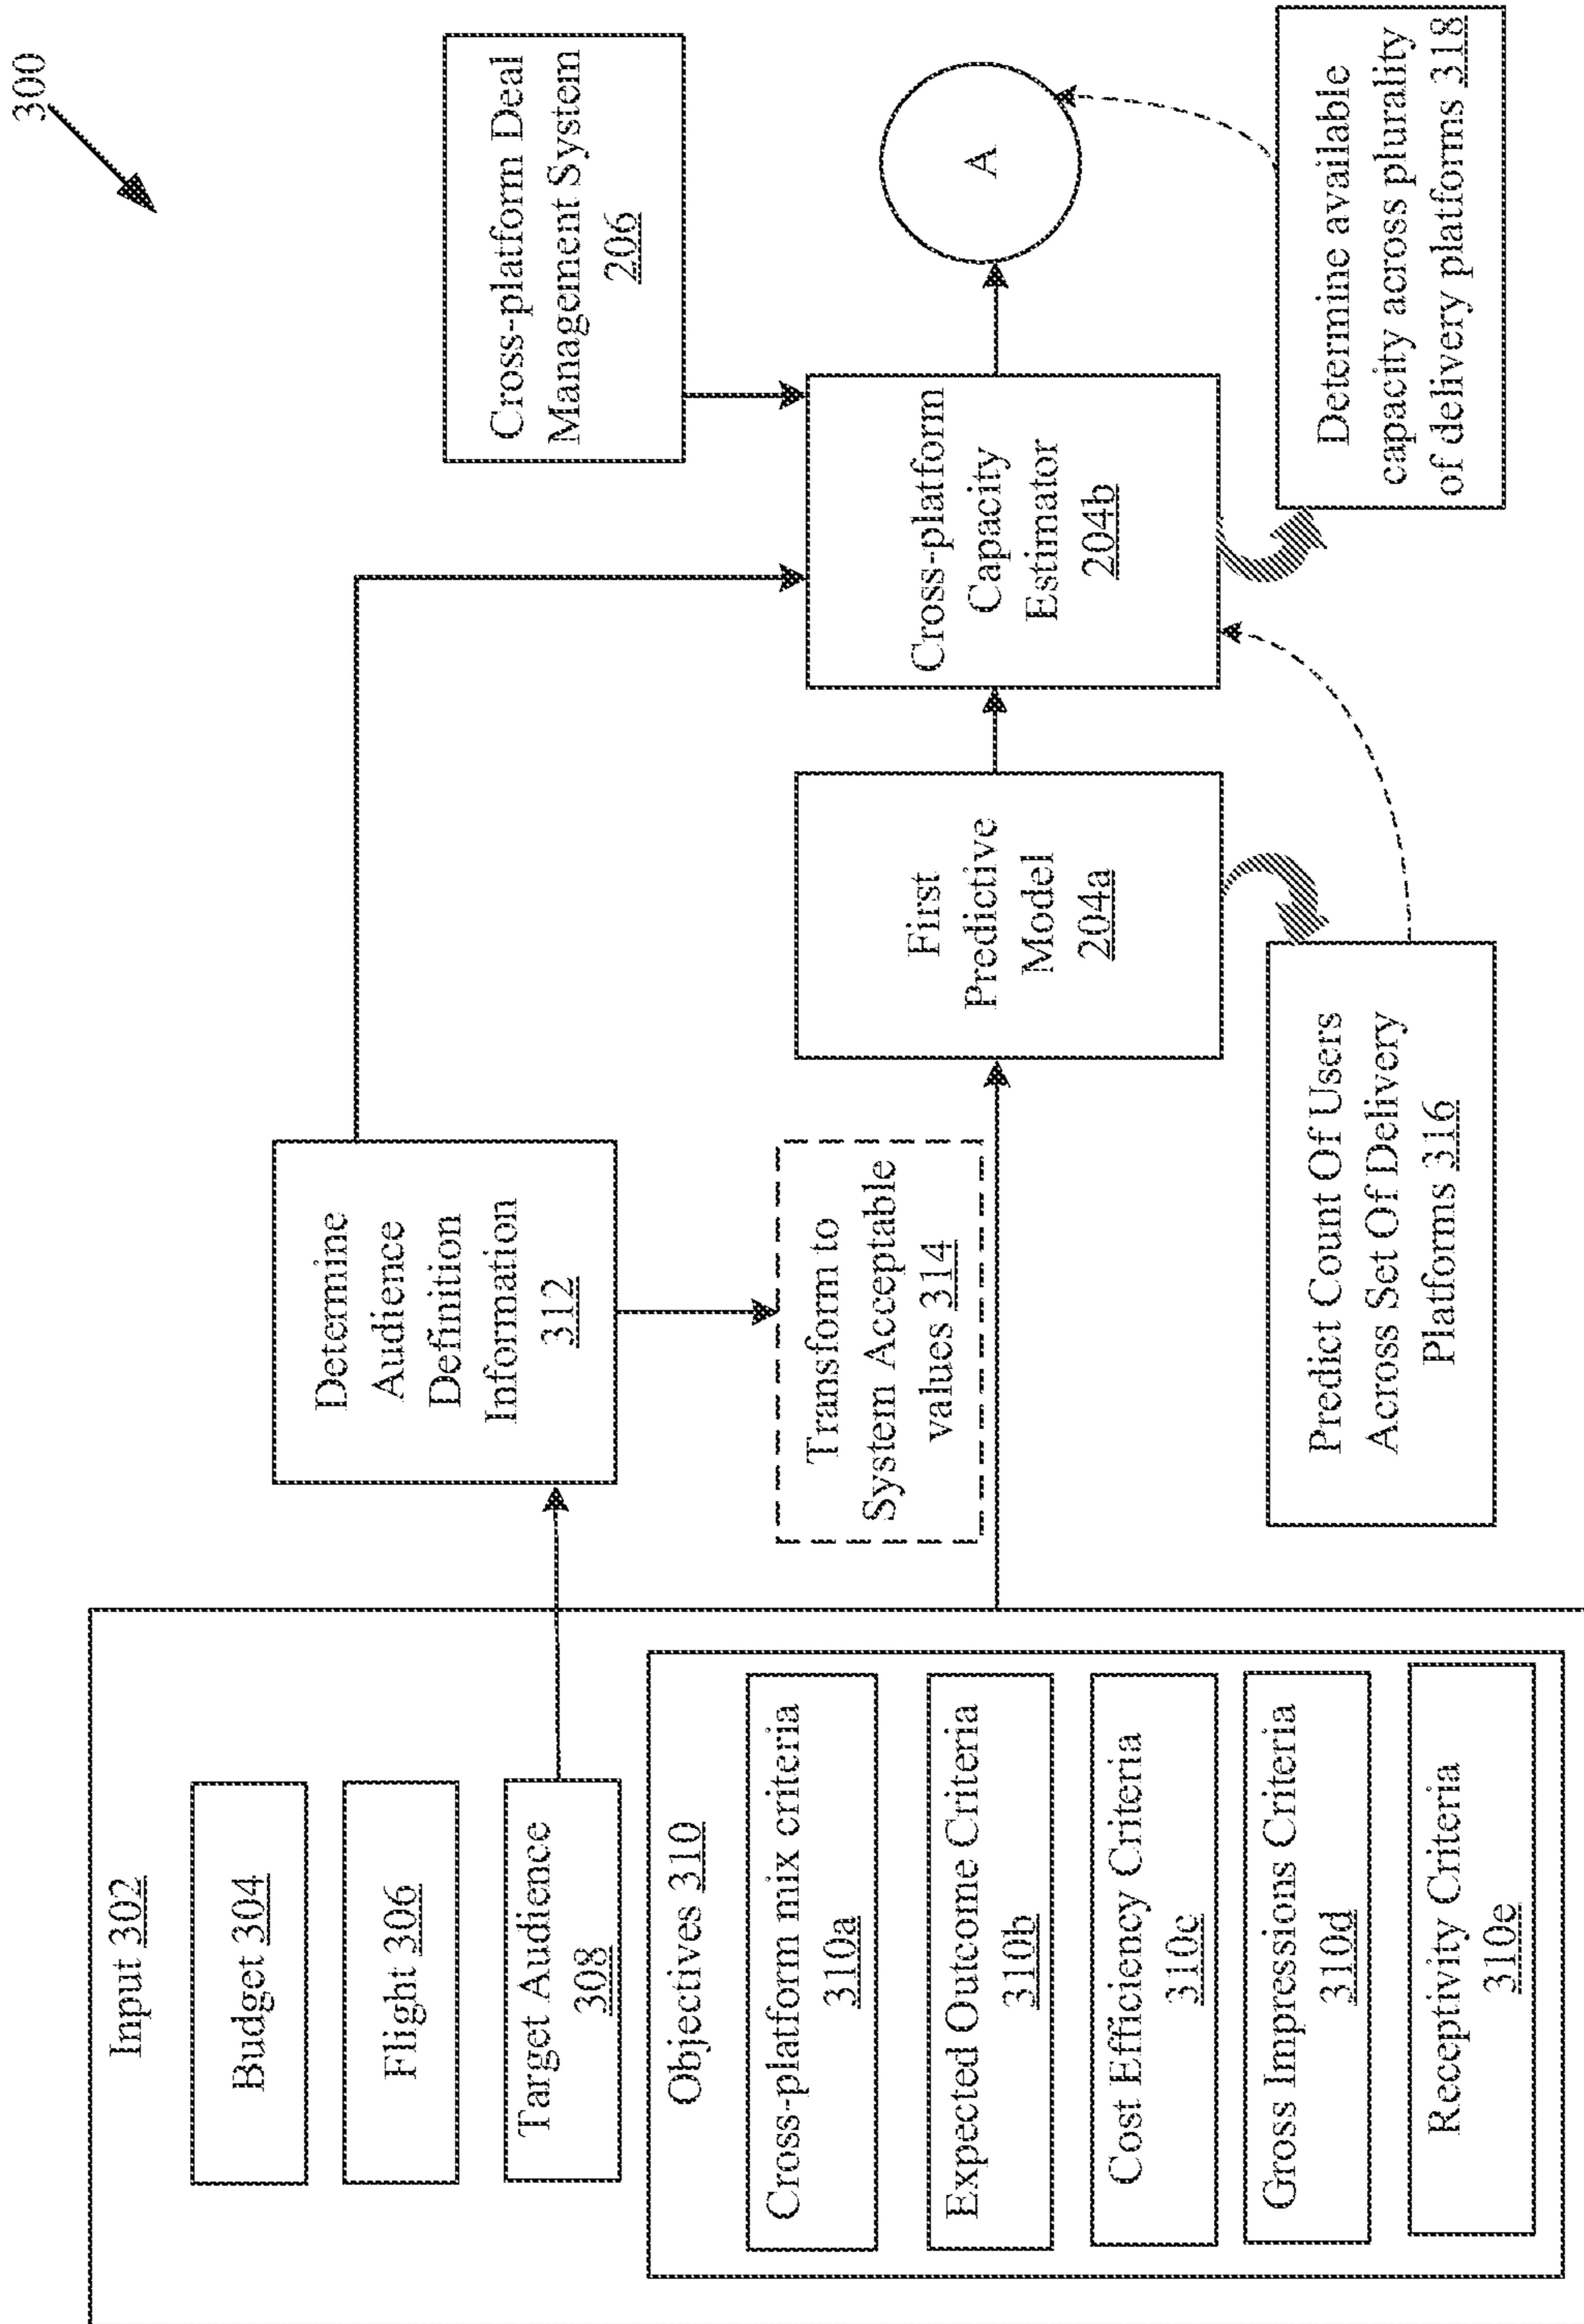 300
Input 302
Budget 304
Flight 306
Target Audience
308
Objectives 310
Cross-platform mix criteria
310a
Expected Outcome Criteria
310b
Cost Efficiency Criteria
310c
Gross Impressions Criteria
310d
Receptivity Criteria
310e
Determine
Audience
Definition
Information
312
Transform to
System Acceptable
values 314
First
Predictive
Model
204a
Predict Count Of Users
Across Set Of Delivery
Platforms 316
Cross-platform Deal
Management System
206
Cross-platform
Capacity
Estimator
204b
A
Determine available
capacity across plurality
of delivery platforms 318